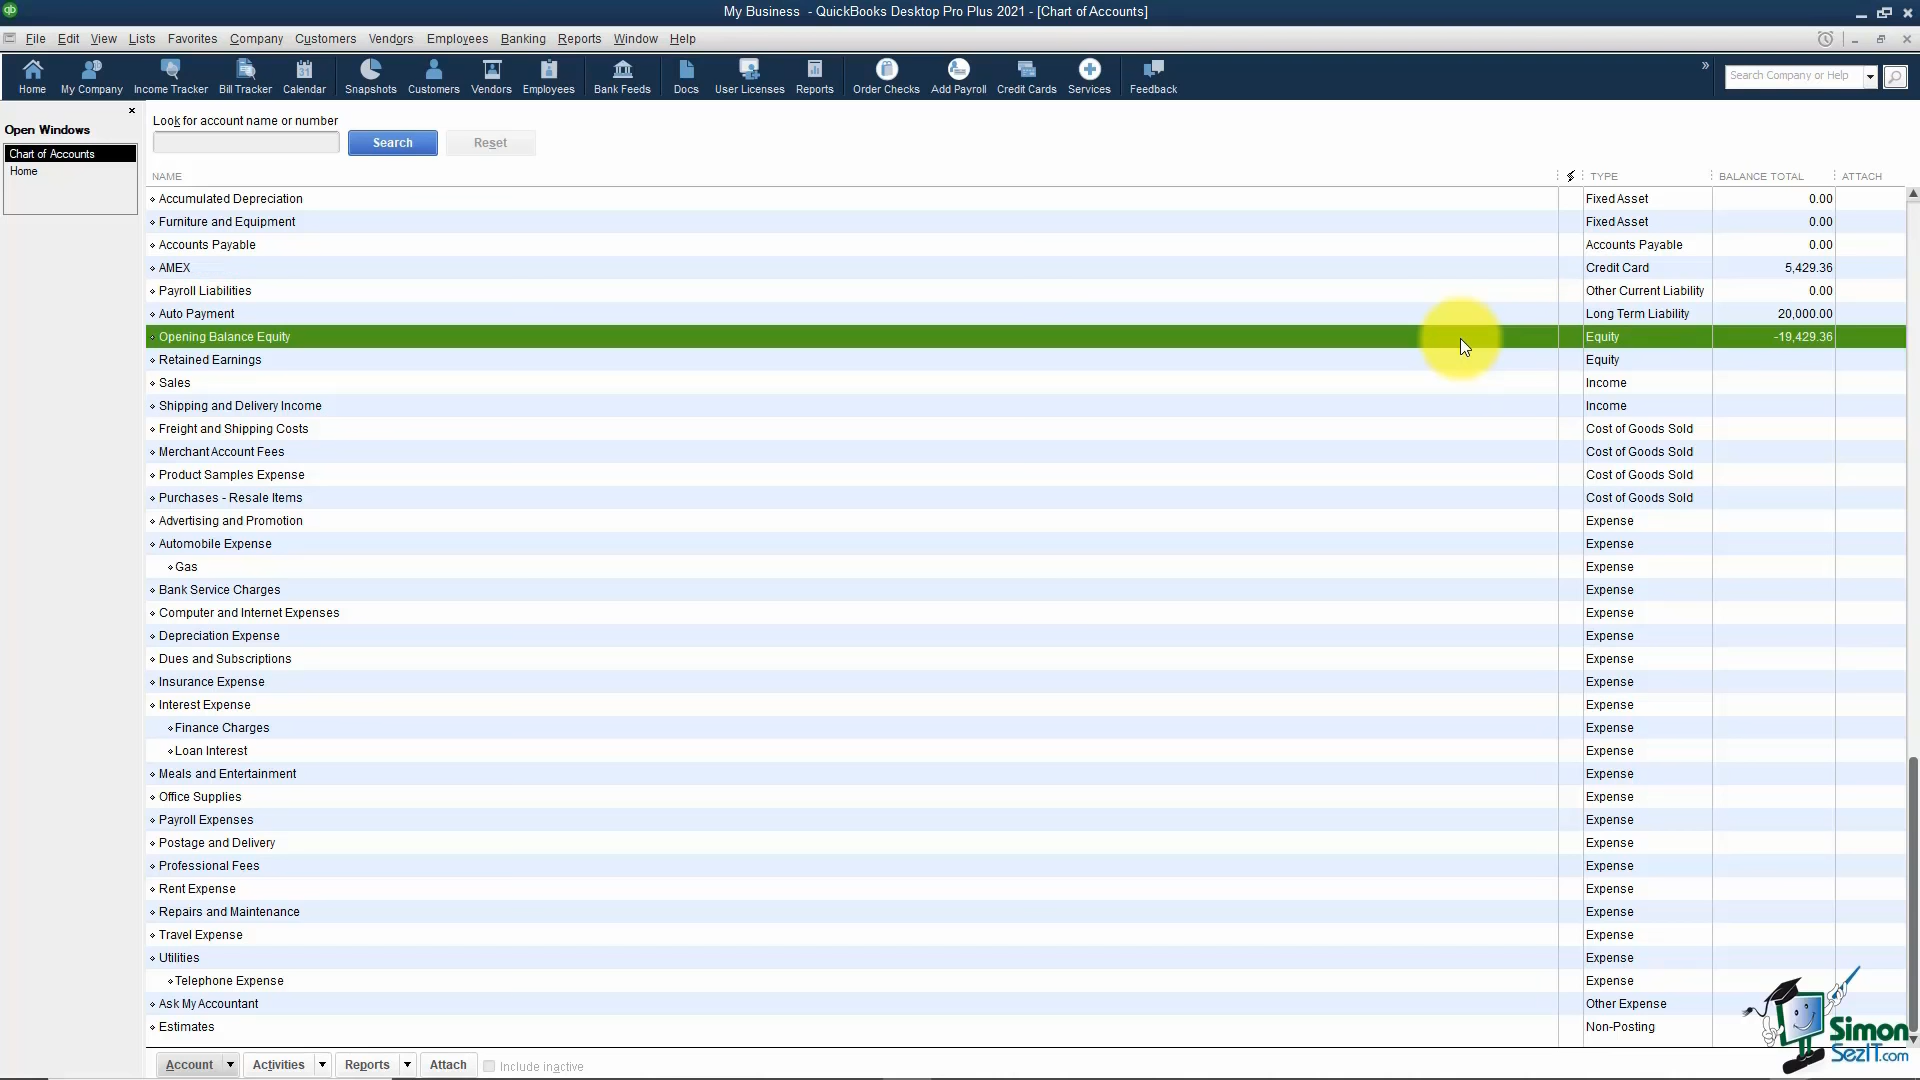 My Business - QuickBooks Desktop Pro Plus 2021 - [Chart of Accounts]
File Edit View Lists Favorites Company Customers Vendors Employees Banking Reports Window Help
Home My Company Income Tracker Bill Tracker Calendar Snapshots Customers Vendors Employees Bank Feeds Docs User Licenses Reports Order Checks Add Payroll Credit Cards Services Feedback » Search Company or Help
Open Windows
Chart of Accounts
Home
Look for account name or number
Search Reset
NAME TYPE BALANCE TOTAL ATTACH
Accumulated Depreciation Fixed Asset 0.00
Furniture and Equipment Fixed Asset 0.00
Accounts Payable Accounts Payable 0.00
AMEX Credit Card 5,429.36
Payroll Liabilities Other Current Liability 0.00
Auto Payment Long Term Liability 20,000.00
Opening Balance Equity Equity -19,429.36
Retained Earnings Equity
Sales Income
Shipping and Delivery Income Income
Freight and Shipping Costs Cost of Goods Sold
Merchant Account Fees Cost of Goods Sold
Product Samples Expense Cost of Goods Sold
Purchases - Resale Items Cost of Goods Sold
Advertising and Promotion Expense
Automobile Expense Expense
Gas Expense
Bank Service Charges Expense
Computer and Internet Expenses Expense
Depreciation Expense Expense
Dues and Subscriptions Expense
Insurance Expense Expense
Interest Expense Expense
Finance Charges Expense
Loan Interest Expense
Meals and Entertainment Expense
Office Supplies Expense
Payroll Expenses Expense
Postage and Delivery Expense
Professional Fees Expense
Rent Expense Expense
Repairs and Maintenance Expense
Travel Expense Expense
Utilities Expense
Telephone Expense Expense
Ask My Accountant Other Expense
Estimates Non-Posting
Account Activities Reports Attach Include inactive
Simon
SezIT.com